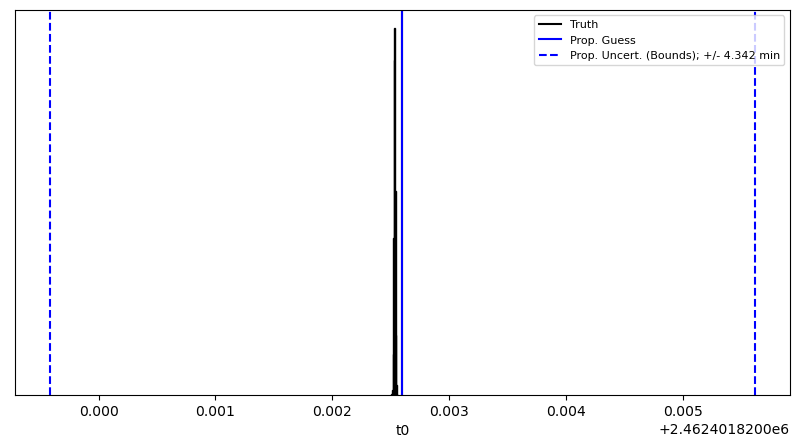 Truth
Prop. Guess
Prop. Uncert. (Bounds); +/- 4.342 min
0.000 0.001 0.002 0.003 0.004 0.005
t0
+2.4624018200e6